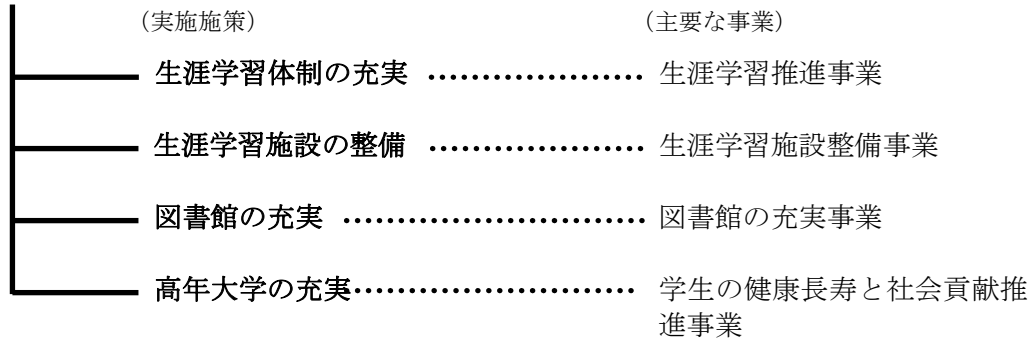 （実施施策） （主要な事業）
生涯学習体制の充実 ………………… 生涯学習推進事業
生涯学習施設の整備 ………………… 生涯学習施設整備事業
図書館の充実 ………………………… 図書館の充実事業
高年大学の充実……………………… 学生の健康長寿と社会貢献推
進事業